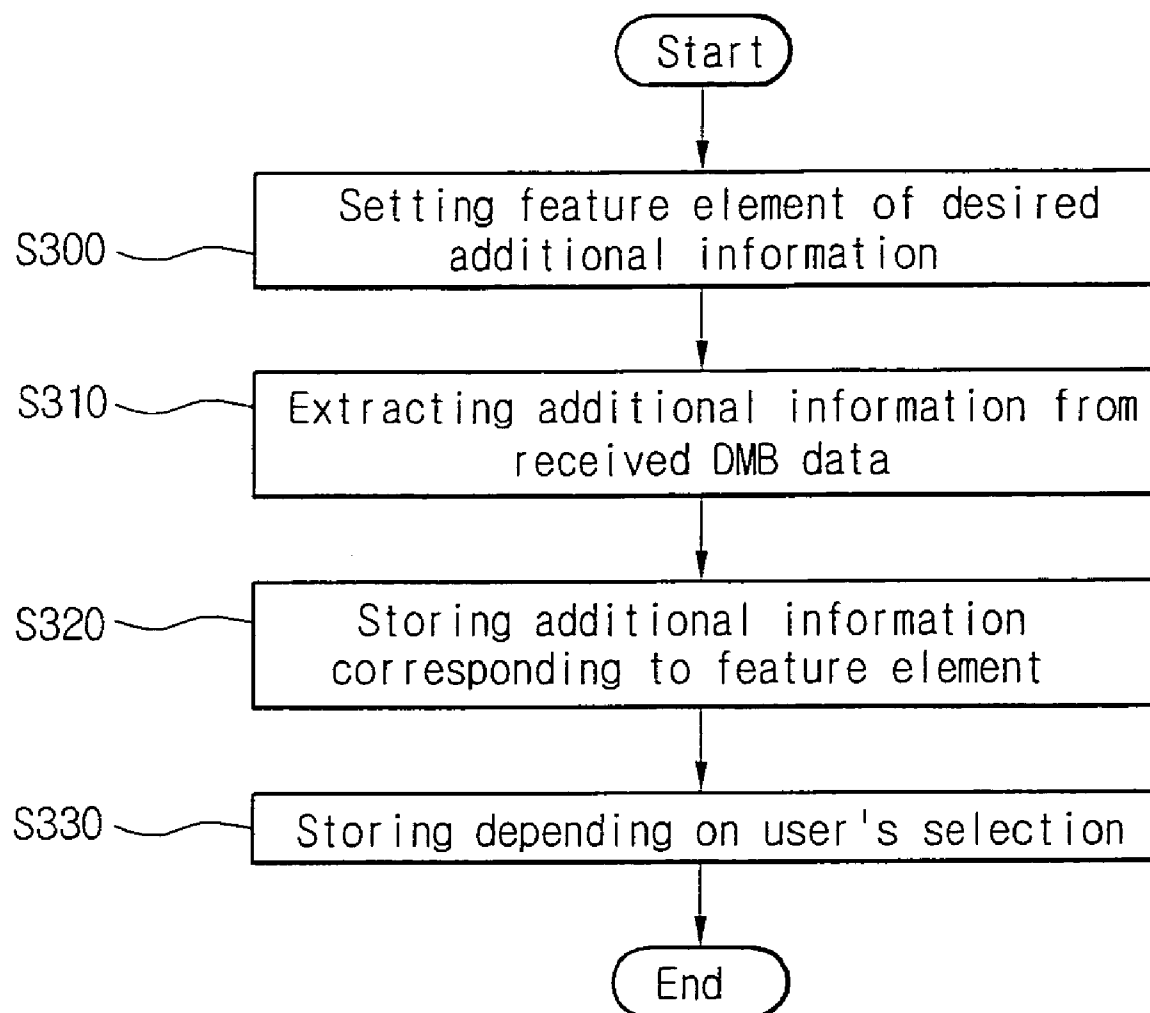 Start
S300
Setting feature element of desired
additional information
S310
Extracting additional information from
received DMB data
S320
Storing additional information
corresponding to feature element
S330
Storing depending on user's selection
End